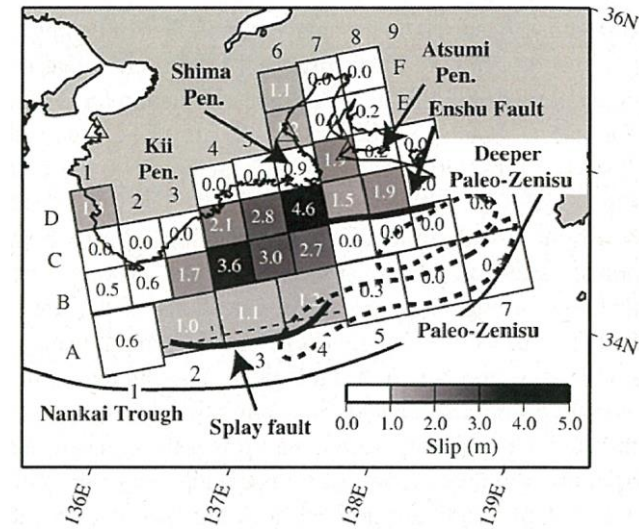 36N
6 7 8 9
Atsumi
Pen.
Shima
Pen.
0.0 0.0 F
1.1
Enshu Fault
0.2 E
Kii
Pen.
4 5
0.2
Deeper
Paleo-Zenisu
1 2 3
0.0 0.0 0.9
D
2.1 2.8 4.6 1.5 1.9
0.0 0.0 0.0
C
3.6 3.0 2.7 0.0 0.0 0.0
0.5 0.6 1.7
B
1.0 1.1 0.3 0.0
0.6
A
7
Paleo-Zenisu
34N
1 2 3 4 5
Nankai Trough
Splay fault
0.0 1.0 2.0 3.0 4.0 5.0
Slip (m)
136E 137E 138E 139E